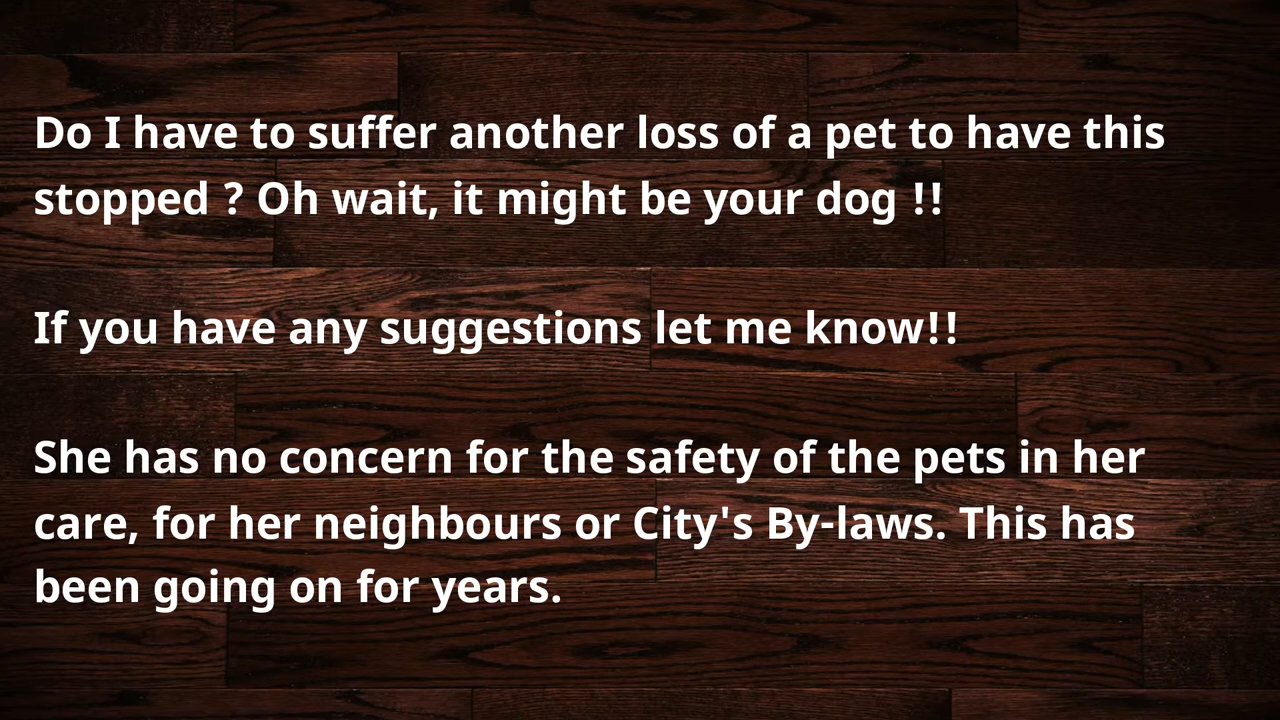 Do I have to suffer another loss of a pet to have this
stopped ? Oh wait, it might be your dog !!
If you have any suggestions let me know!!
She has no concern for the safety of the pets in her
care, for her neighbours or City's By-laws. This has
been going on for years.